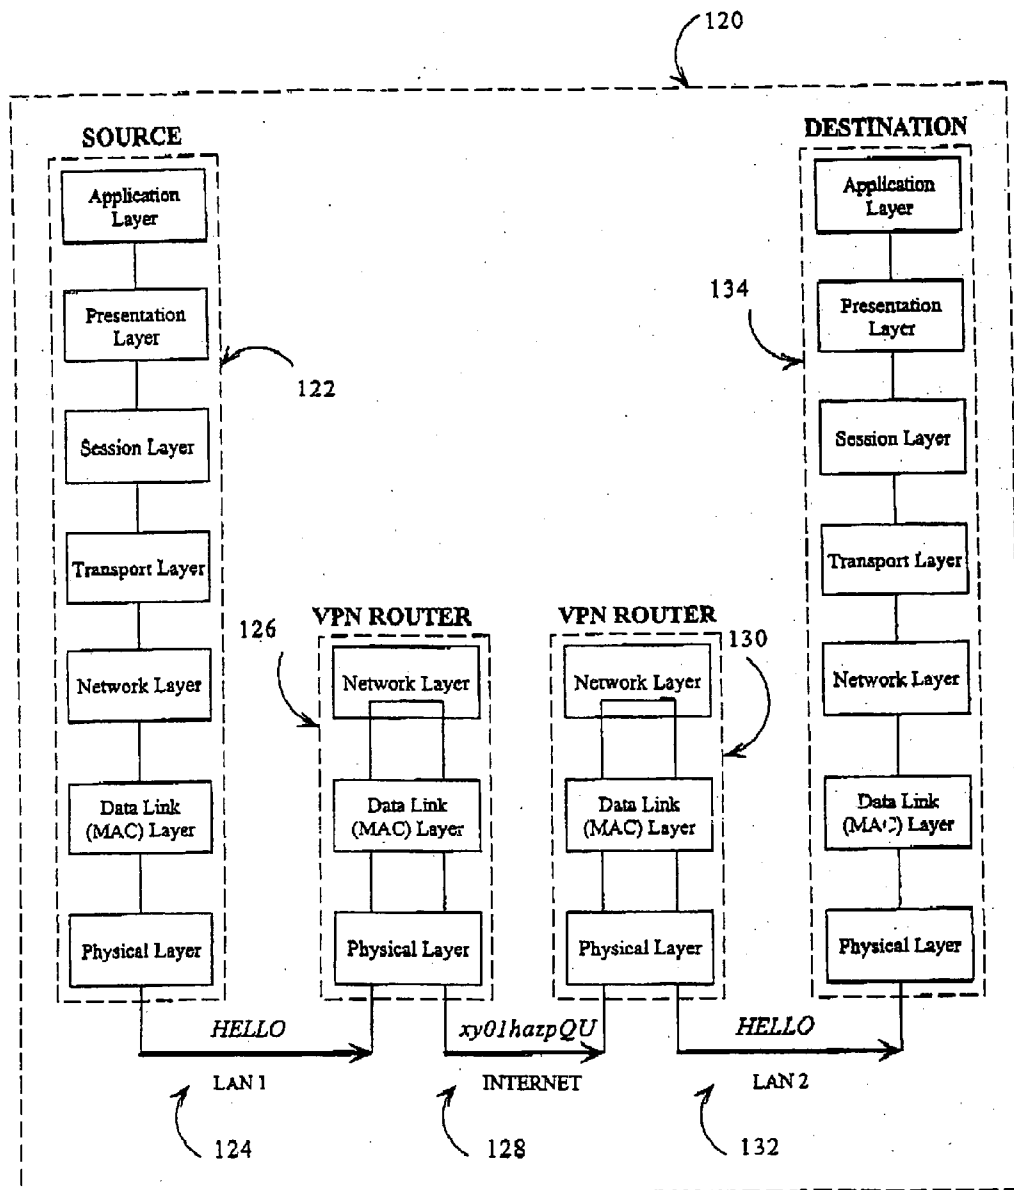 120
SOURCE
Application
Layer
Presentation
Layer
122
Session Layer
Transport Layer
Network Layer
Data Link
(MAC) Layer
Physical Layer
126
VPN ROUTER
Network Layer
Data Link
(MAC) Layer
Physical Layer
VPN ROUTER
130
Network Layer
Data Link
(MAC) Layer
Physical Layer
DESTINATION
Application
Layer
134
Presentation
Layer
Session Layer
Transport Layer
Network Layer
Data Link
(MAC) Layer
Physical Layer
HELLO
LAN 1
124
xy01hazpQU
INTERNET
128
HELLO
LAN 2
132